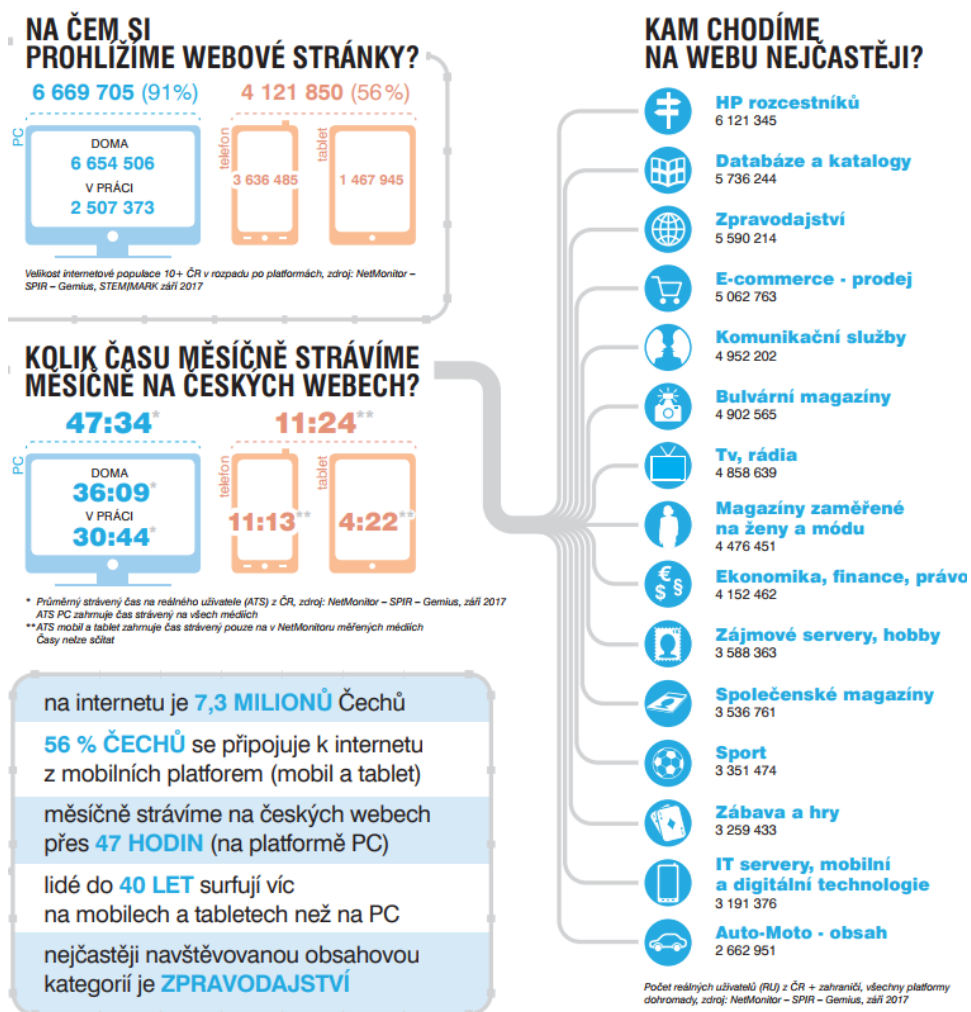 NA ČEM SI
PROHLÍŽÍME WEBOVÉ STRÁNKY?
6 669 705 (91%)
4 121 850 (56%)
PC
DOMA
6 654 506
V PRÁCI
2 507 373
telefon
3 636 485
tablet
1 467 945
Velikost internetové populace 10+ ČR v rozpadu po platformách, zdroj: NetMonitor –
SPIR – Gemius, STEM/MARK září 2017
KOLIK ČASU MĚSÍČNĚ STRÁVÍME
MĚSÍČNĚ NA ČESKÝCH WEBECH?
47:34*
11:24**
PC
DOMA
36:09*
V PRÁCI
30:44*
telefon
11:13**
tablet
4:22**
* Průměrný strávený čas na reálného uživatele (ATS) z ČR, zdroj: NetMonitor – SPIR – Gemius, září 2017
ATS PC zahrnuje čas strávený na všech médiích
**ATS mobil a tablet zahrnuje čas strávený pouze na v NetMonitoru měřených médiích
Časy nelze sčítat
na internetu je 7,3 MILIONŮ Čechů
56 % ČECHŮ se připojuje k internetu
z mobilních platforem (mobil a tablet)
měsíčně strávíme na českých webech
přes 47 HODIN (na platformě PC)
lidé do 40 LET surfují víc
na mobilech a tabletech než na PC
nejčastěji navštěvovanou obsahovou
kategorií je ZPRAVODAJSTVÍ
KAM CHODÍME
NA WEBU NEJČASTĚJI?
HP rozcestníků
6 121 345
Databáze a katalogy
5 736 244
Zpravodajství
5 590 214
E-commerce - prodej
5 062 763
Komunikační služby
4 952 202
Bulvární magazíny
4 902 565
Tv, rádia
4 858 639
Magazíny zaměřené
na ženy a módu
4 476 451
€
$ §
Ekonomika, finance, právo
4 152 462
Zájmové servery, hobby
3 588 363
Společenské magazíny
3 536 761
Sport
3 351 474
Zábava a hry
3 259 433
IT servery, mobilní
a digitální technologie
3 191 376
Auto-Moto - obsah
2 662 951
Počet reálných uživatelů (RU) z ČR + zahraničí, všechny platformy
dohromady, zdroj: NetMonitor – SPIR – Gemius, září 2017